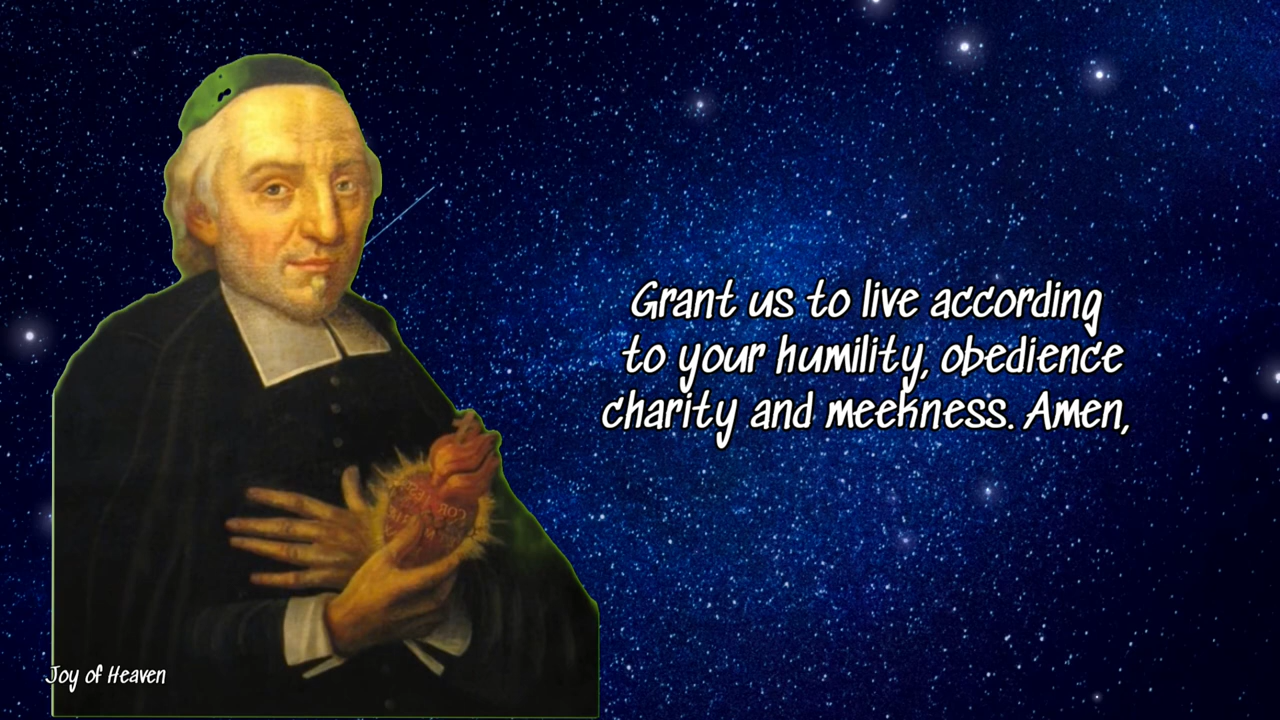 Grant us to live according
to your humility, obedience
charity and meekness. Amen,
Joy of Heaven